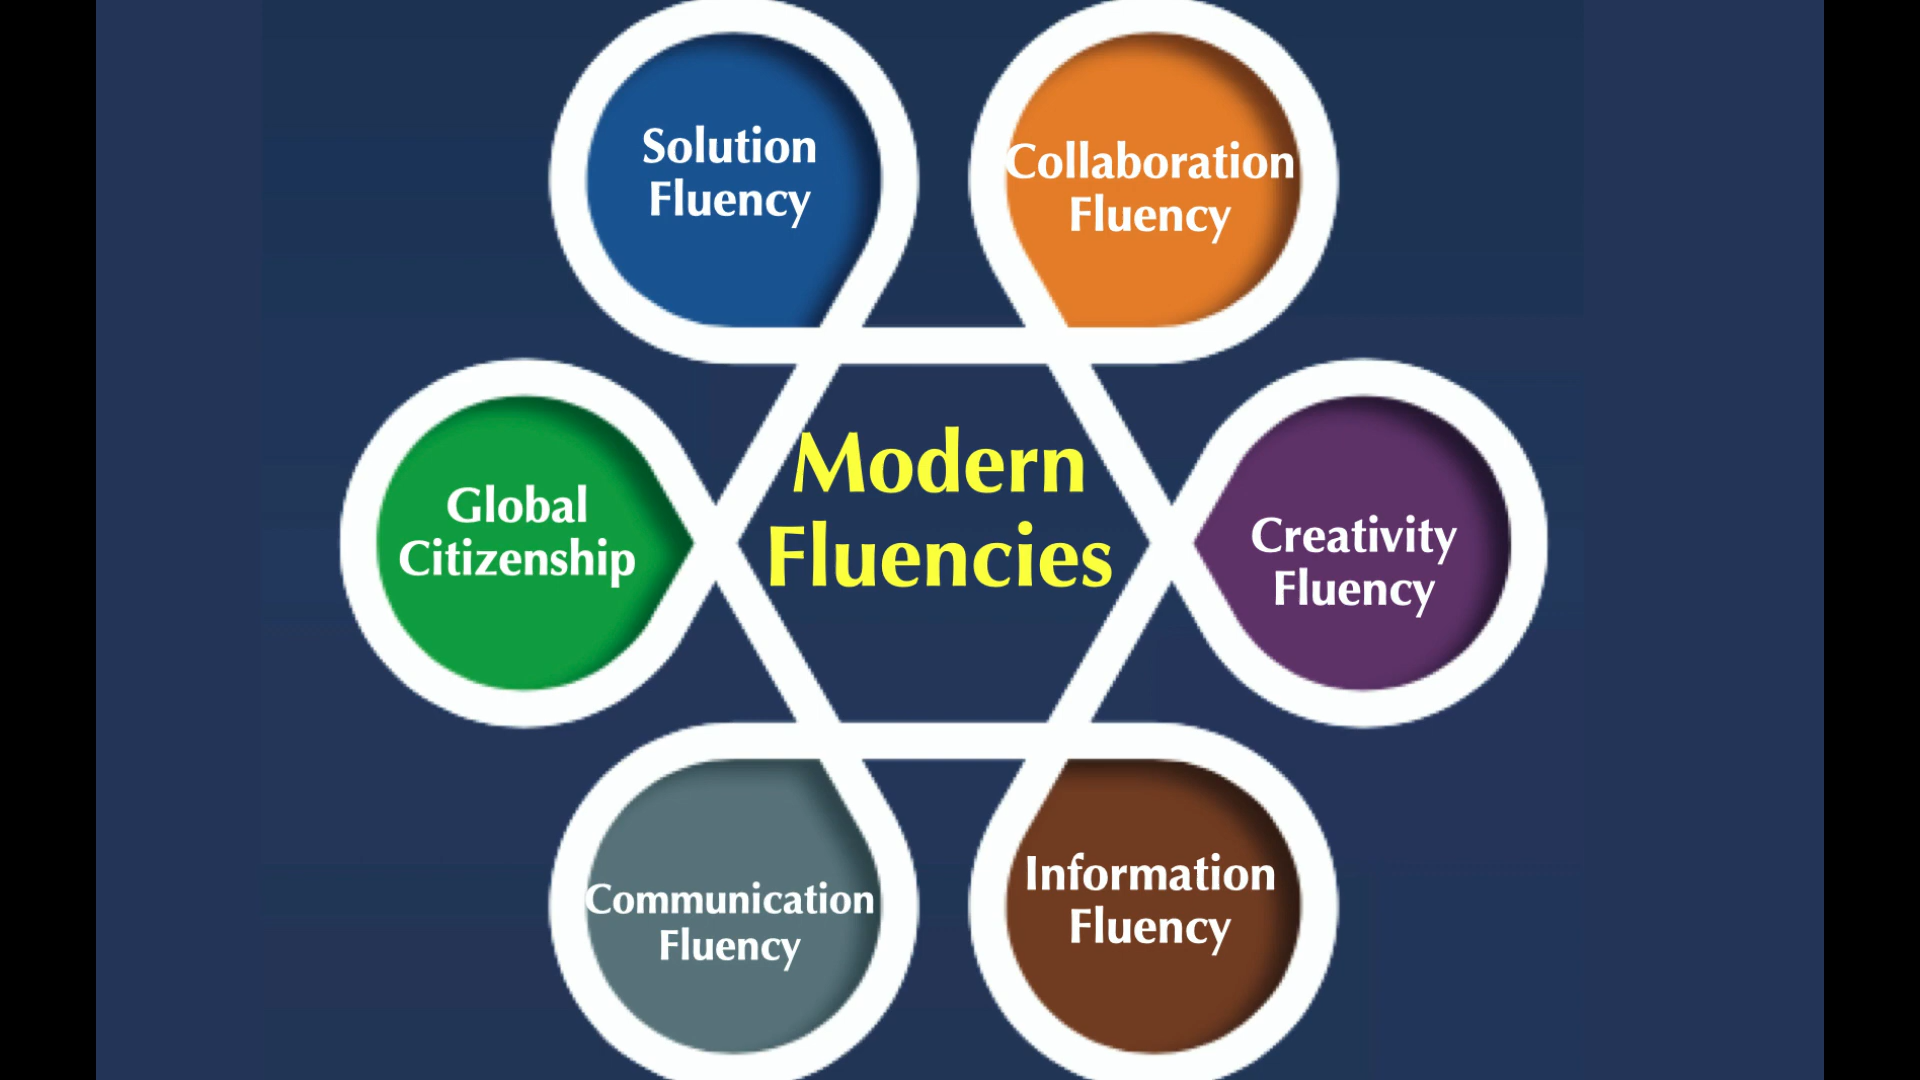 Solution
Fluency
Collaboration
Fluency
Global
Citizenship
Modern
Fluencies
Creativity
Fluency
Communication
Fluency
Information
Fluency